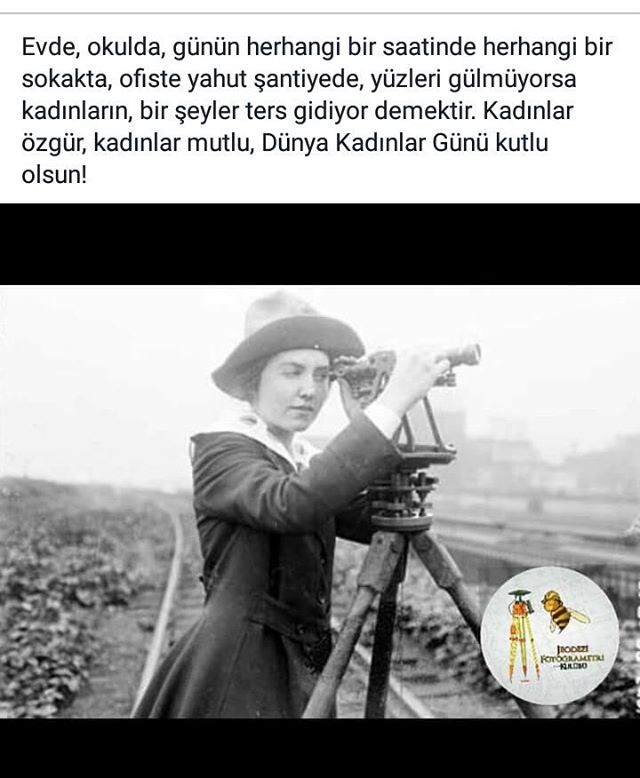 Evde, okulda, günün herhangi bir saatinde herhangi bir
sokakta, ofiste yahut şantiyede, yüzleri gülmüyorsa
kadınların, bir şeyler ters gidiyor demektir. Kadınlar
özgür, kadınlar mutlu, Dünya Kadınlar Günü kutlu
olsun!
FOTOGRAMETRİ